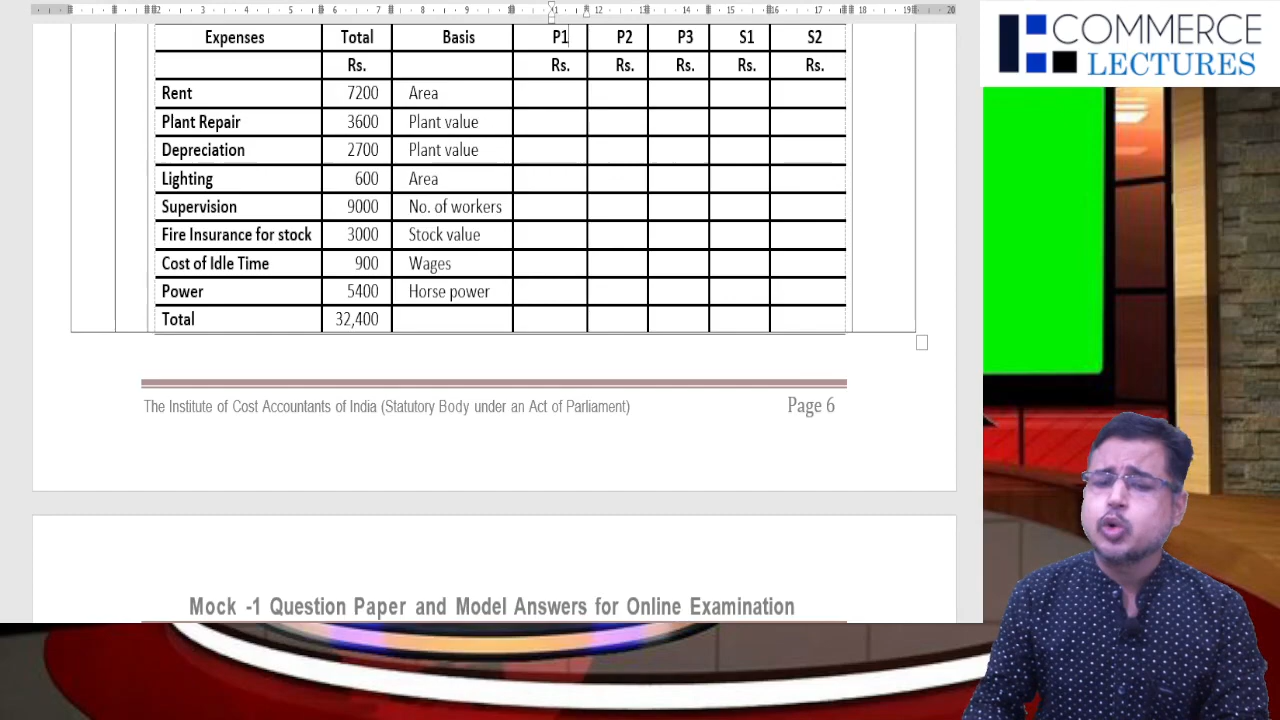 COMMERCE
LECTURES
Expenses Total Basis P1 P2 P3 S1 S2
Rs. Rs. Rs. Rs. Rs. Rs.
Rent 7200 Area
Plant Repair 3600 Plant value
Depreciation 2700 Plant value
Lighting 600 Area
Supervision 9000 No. of workers
Fire Insurance for stock 3000 Stock value
Cost of Idle Time 900 Wages
Power 5400 Horse power
Total 32,400
The Institute of Cost Accountants of India (Statutory Body under an Act of Parliament) Page 6
Mock -1 Question Paper and Model Answers for Online Examination